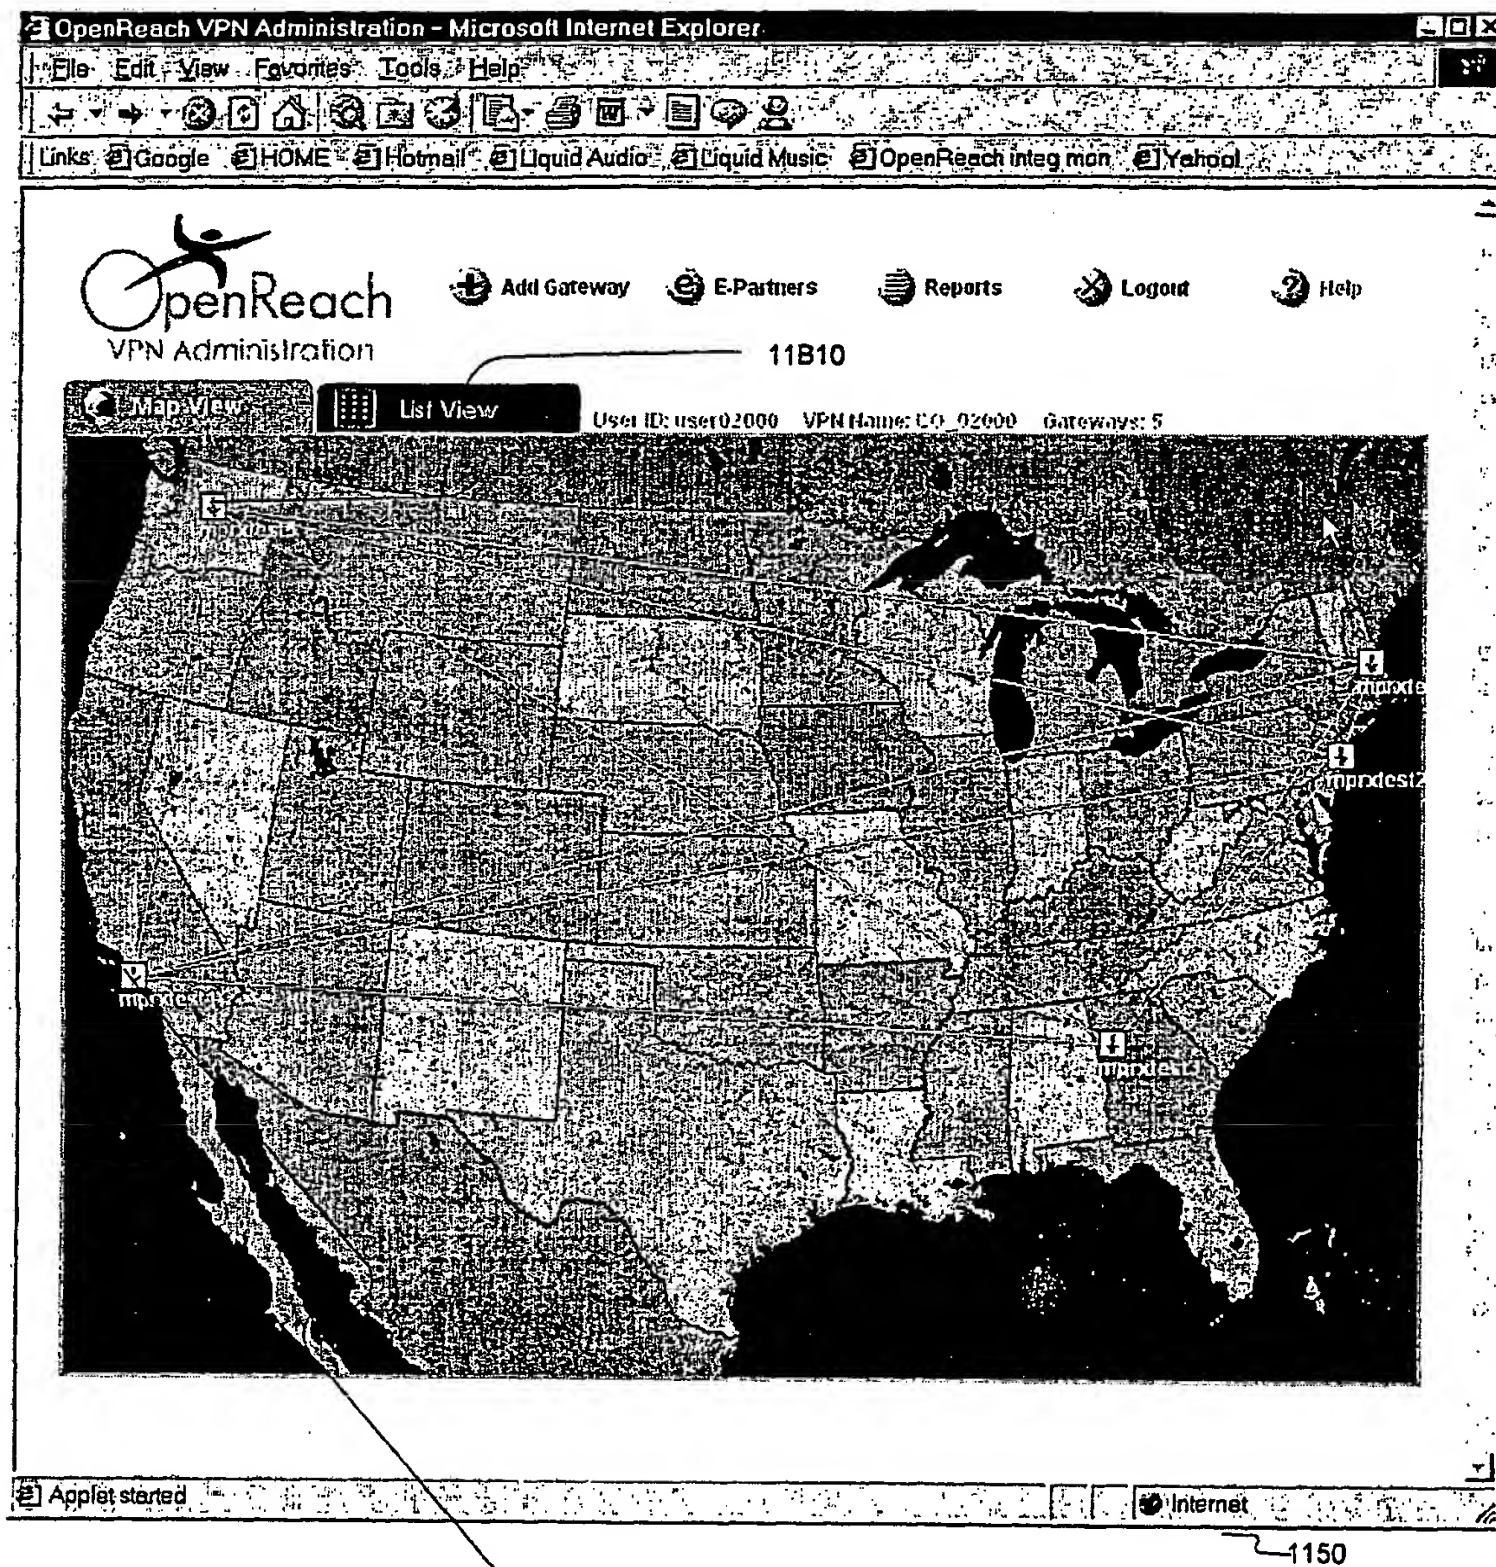 OpenReach VPN Administration - Microsoft Internet Explorer
File Edit View Favorites Tools Help
Links Google HOME Hotmail Liquid Audio Liquid Music OpenReach integ mon Yahoo!
OpenReach
VPN Administration
Add Gateway E-Partners Reports Logout Help
11B10
Map View List View User ID: user02000 VPN Name: CO_02000 Gateways: 5
mprxte
mprxtest2
Applet started Internet
1150